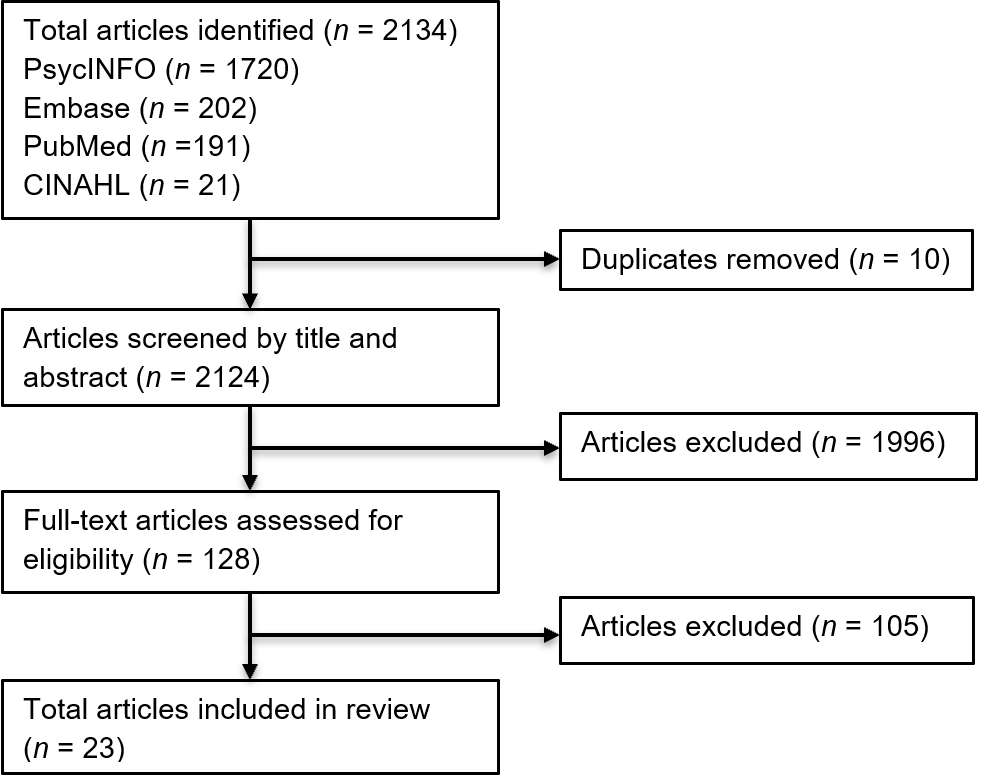 Total articles identified (n = 2134)
PsycINFO (n = 1720)
Embase (n = 202)
PubMed (n =191)
CINAHL (n = 21)
Duplicates removed (n = 10)
Articles screened by title and
abstract (n = 2124)
Articles excluded (n = 1996)
Full-text articles assessed for
eligibility (n = 128)
Articles excluded (n = 105)
Total articles included in review
(n = 23)